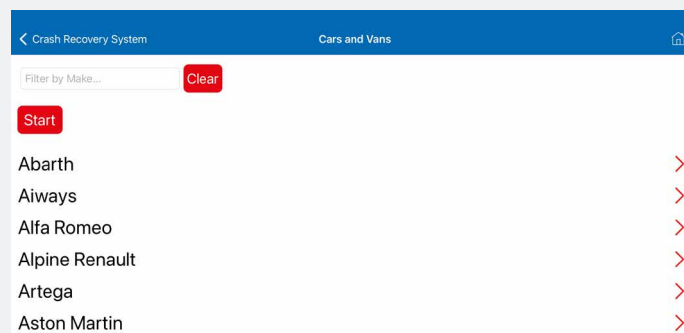 Crash Recovery System Cars and Vans
Filter by Make... Clear
Start
Abarth
Aiways
Alfa Romeo
Alpine Renault
Artega
Aston Martin